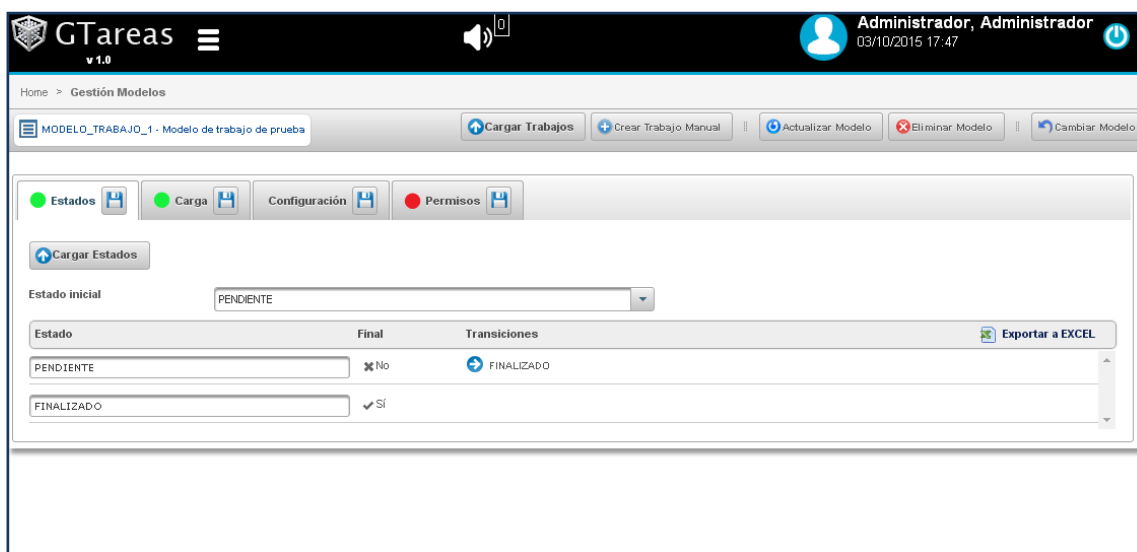 GTareas
v 1.0
0
Administrador, Administrador
03/10/2015 17:47
Home > Gestión Modelos
MODELO_TRABAJO_1 - Modelo de trabajo de prueba
Cargar Trabajos
Crear Trabajo Manual
Actualizar Modelo
Eliminar Modelo
Cambiar Modelo
Estados
Carga
Configuración
Permisos
Cargar Estados
Estado inicial
PENDIENTE
Estado Final Transiciones Exportar a EXCEL
PENDIENTE No FINALIZADO
FINALIZADO Sí